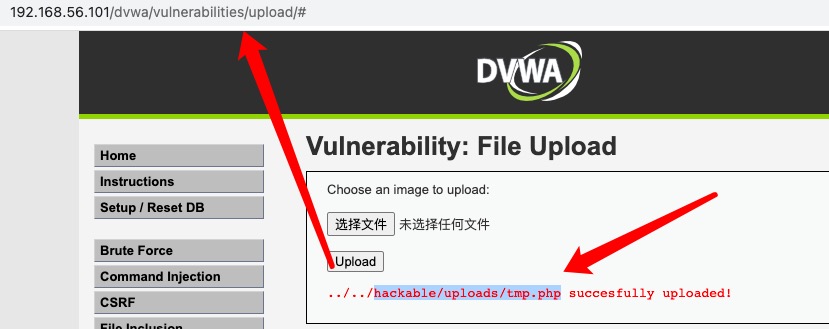 192.168.56.101/dvwa/vulnerabilities/upload/#
DVWA
Home
Instructions
Setup / Reset DB
Brute Force
Command Injection
CSRF
File Inclusion
Vulnerability: File Upload
Choose an image to upload:
选择文件 未选择任何文件
Upload
../../hackable/uploads/tmp.php succesfully uploaded!